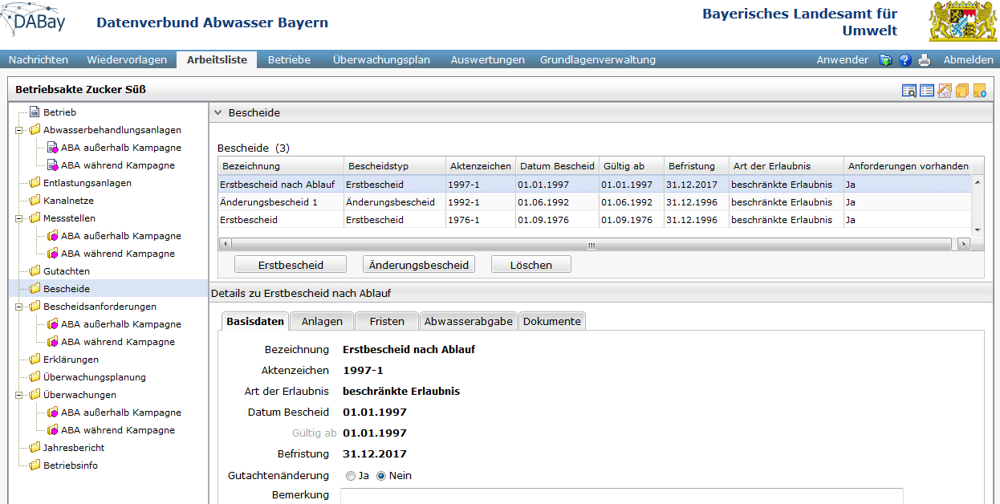 DABay
Datenverbund Abwasser Bayern
Bayerisches Landesamt für
Umwelt
Nachrichten Wiedervorlagen Arbeitsliste Betriebe Überwachungsplan Auswertungen Grundlagenverwaltung Anwender ? Abmelden
Betriebsakte Zucker Süß
Betrieb
Abwasserbehandlungsanlagen
ABA außerhalb Kampagne
ABA während Kampagne
Entlastungsanlagen
Kanalnetze
Messstellen
ABA außerhalb Kampagne
ABA während Kampagne
Gutachten
Bescheide
Bescheidsanforderungen
ABA außerhalb Kampagne
ABA während Kampagne
Erklärungen
Überwachungsplanung
Überwachungen
ABA außerhalb Kampagne
ABA während Kampagne
Jahresbericht
Betriebsinfo
Bescheide
Bescheide (3)
Bezeichnung Bescheidstyp Aktenzeichen Datum Bescheid Gültig ab Befristung Art der Erlaubnis Anforderungen vorhanden
Erstbescheid nach Ablauf Erstbescheid 1997-1 01.01.1997 01.01.1997 31.12.2017 beschränkte Erlaubnis Ja
Änderungsbescheid 1 Änderungsbescheid 1992-1 01.06.1992 01.06.1992 31.12.1996 beschränkte Erlaubnis Ja
Erstbescheid Erstbescheid 1976-1 01.09.1976 01.09.1976 31.12.1996 beschränkte Erlaubnis Ja
Erstbescheid Änderungsbescheid Löschen
Details zu Erstbescheid nach Ablauf
Basisdaten Anlagen Fristen Abwasserabgabe Dokumente
Bezeichnung Erstbescheid nach Ablauf
Aktenzeichen 1997-1
Art der Erlaubnis beschränkte Erlaubnis
Datum Bescheid 01.01.1997
Gültig ab 01.01.1997
Befristung 31.12.2017
Gutachtenänderung Ja Nein
Bemerkung